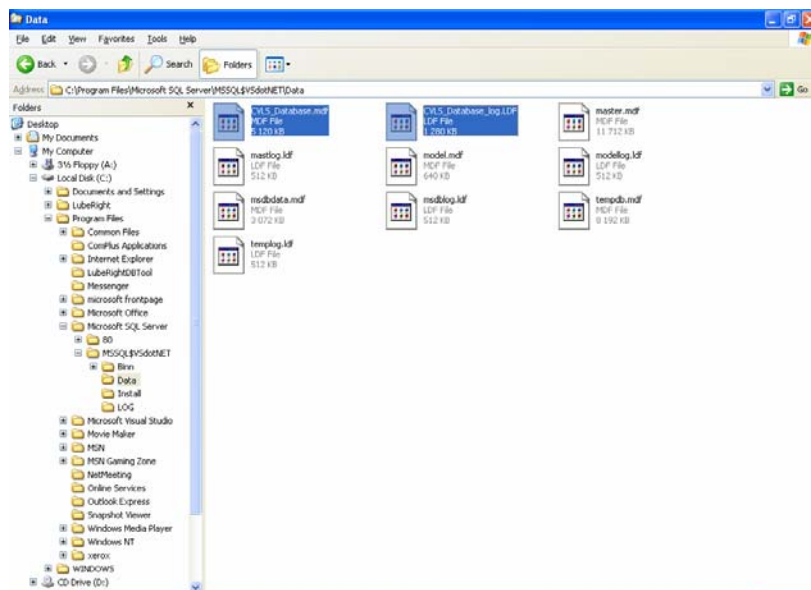 Data
File Edit View Favorites Tools Help
Back Search Folders
Address C:\Program Files\Microsoft SQL Server\MSSQL$VSdotNET\Data Go
Folders x
Desktop
My Documents
My Computer
3½ Floppy (A:)
Local Disk (C:)
Documents and Settings
LubeRight
Program Files
Common Files
ComPlus Applications
Internet Explorer
LubeRightDBTool
Messenger
microsoft frontpage
Microsoft Office
Microsoft SQL Server
80
MSSQL$VSdotNET
Binn
Data
Install
LOG
Microsoft Visual Studio
Movie Maker
MSN
MSN Gaming Zone
NetMeeting
Online Services
Outlook Express
Snapshot Viewer
Windows Media Player
Windows NT
xerox
WINDOWS
CD Drive (D:)
CVLS_Database.mdf
MDF File
5 120 KB
CVLS_Database_log.LDF
LDF File
1 280 KB
master.mdf
MDF File
11 712 KB
mastlog.ldf
LDF File
512 KB
model.mdf
MDF File
640 KB
modellog.ldf
LDF File
512 KB
msdbdata.mdf
MDF File
3 072 KB
msdblog.ldf
LDF File
512 KB
tempdb.mdf
MDF File
8 192 KB
templog.ldf
LDF File
512 KB